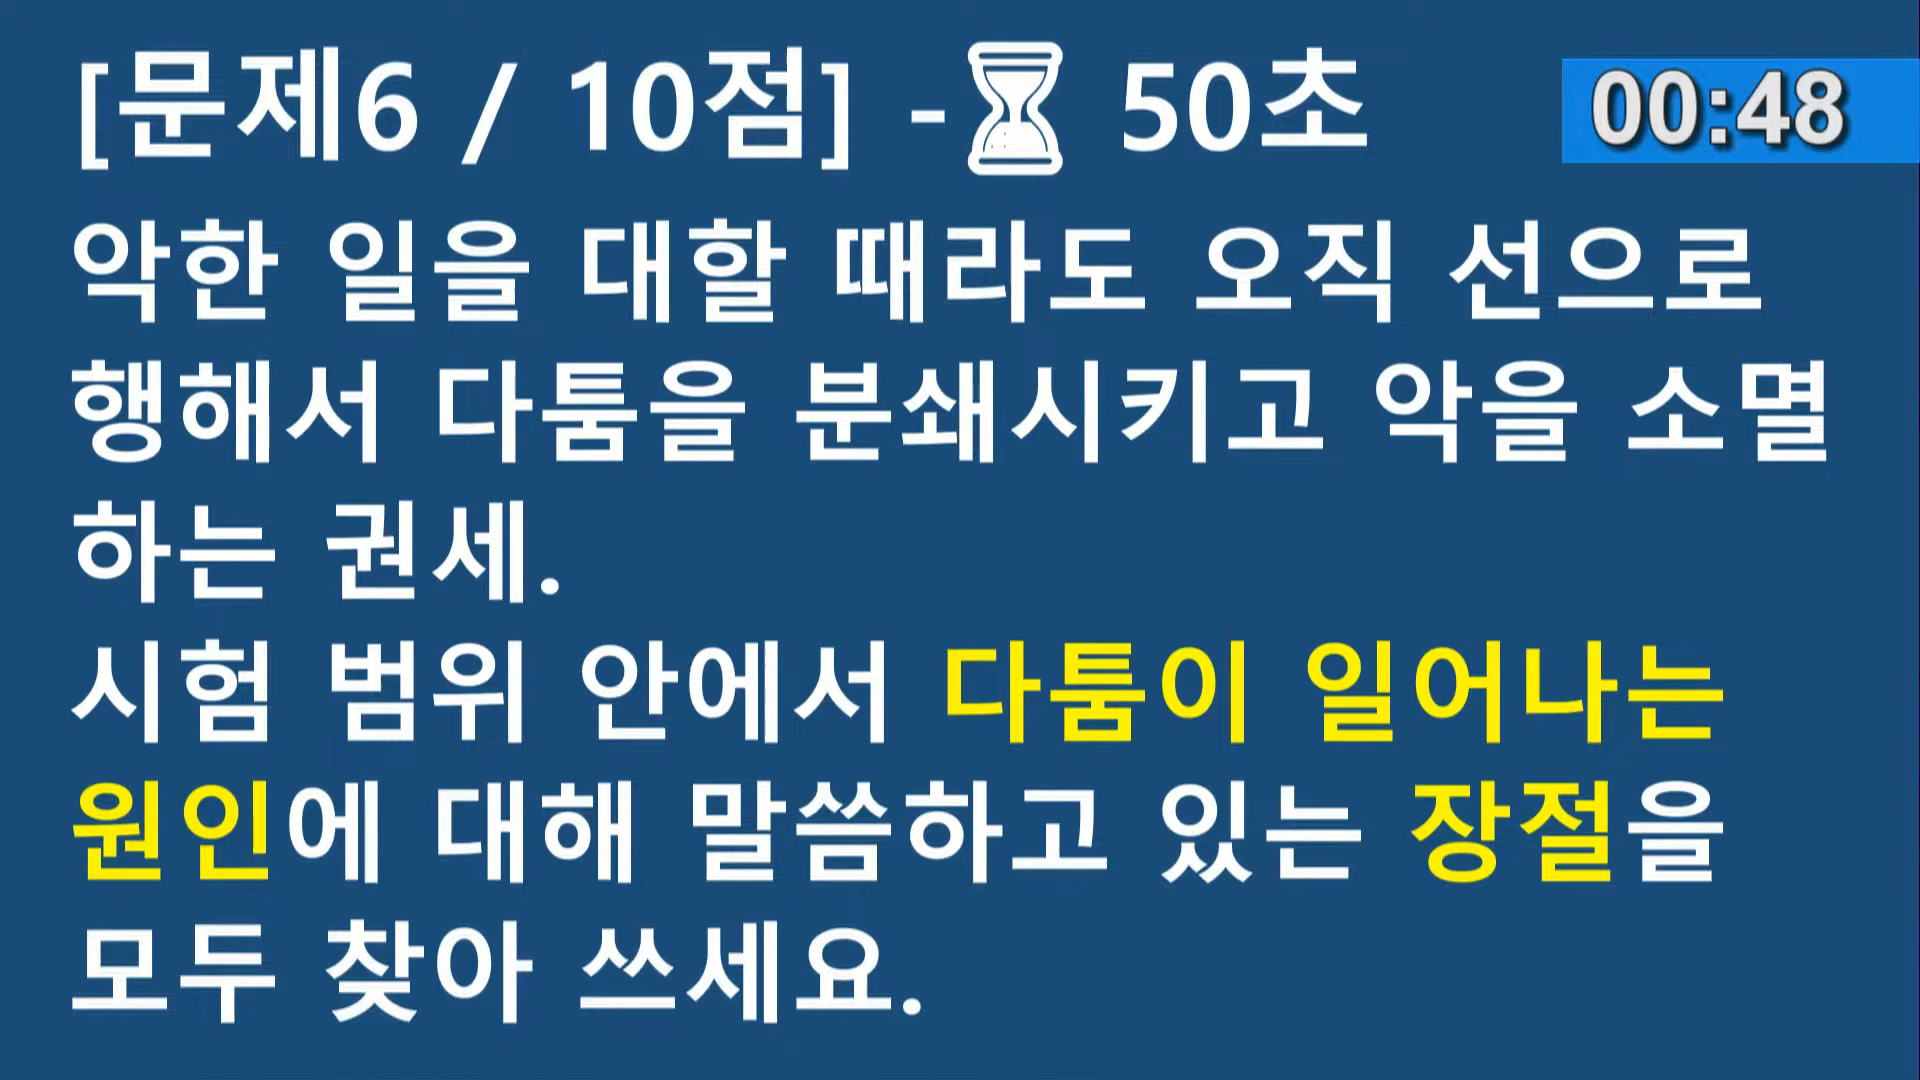 [문제6 / 10점] -⏳ 50초
00:48
악한 일을 대할 때라도 오직 선으로
행해서 다툼을 분쇄시키고 악을 소멸
하는 권세.
시험 범위 안에서 다툼이 일어나는
원인에 대해 말씀하고 있는 장절을
모두 찾아 쓰세요.